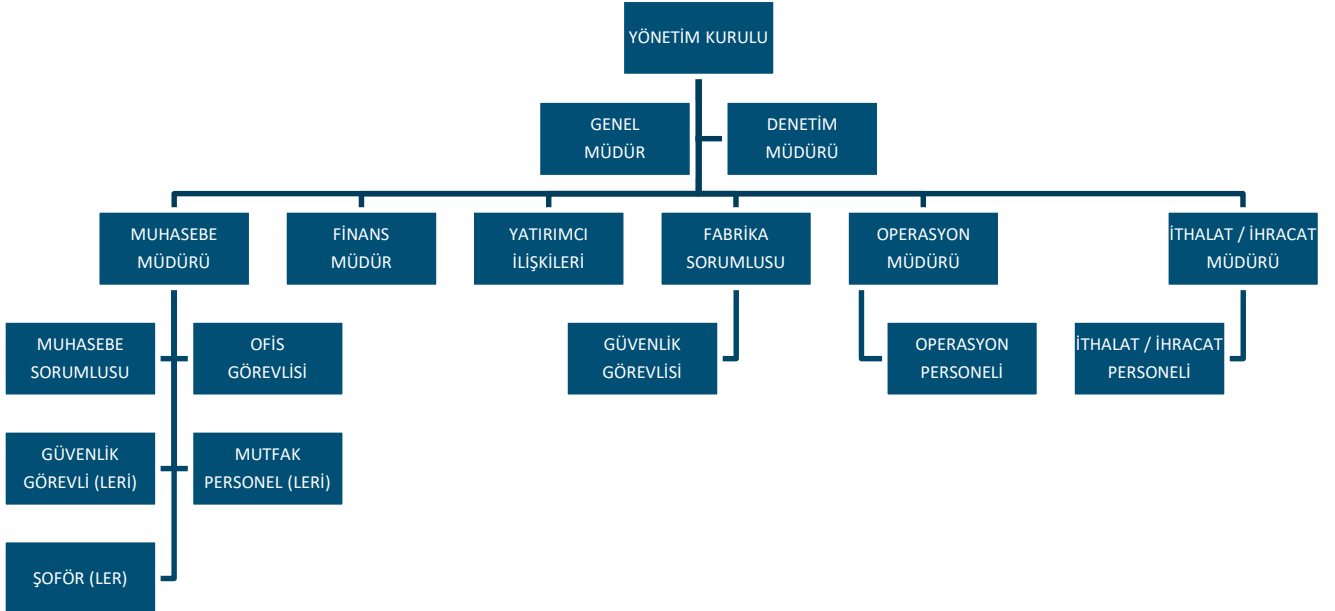 YÖNETİM KURULU
GENEL
MÜDÜR
DENETİM
MÜDÜRÜ
MUHASEBE
MÜDÜRÜ
FİNANS
MÜDÜR
YATIRIMCI
İLİŞKİLERİ
FABRİKA
SORUMLUSU
OPERASYON
MÜDÜRÜ
İTHALAT / İHRACAT
MÜDÜRÜ
MUHASEBE
SORUMLUSU
OFİS
GÖREVLİSİ
GÜVENLİK
GÖREVLİSİ
OPERASYON
PERSONELİ
İTHALAT / İHRACAT
PERSONELİ
GÜVENLİK
GÖREVLİ (LERİ)
MUTFAK
PERSONEL (LERİ)
ŞOFÖR (LER)